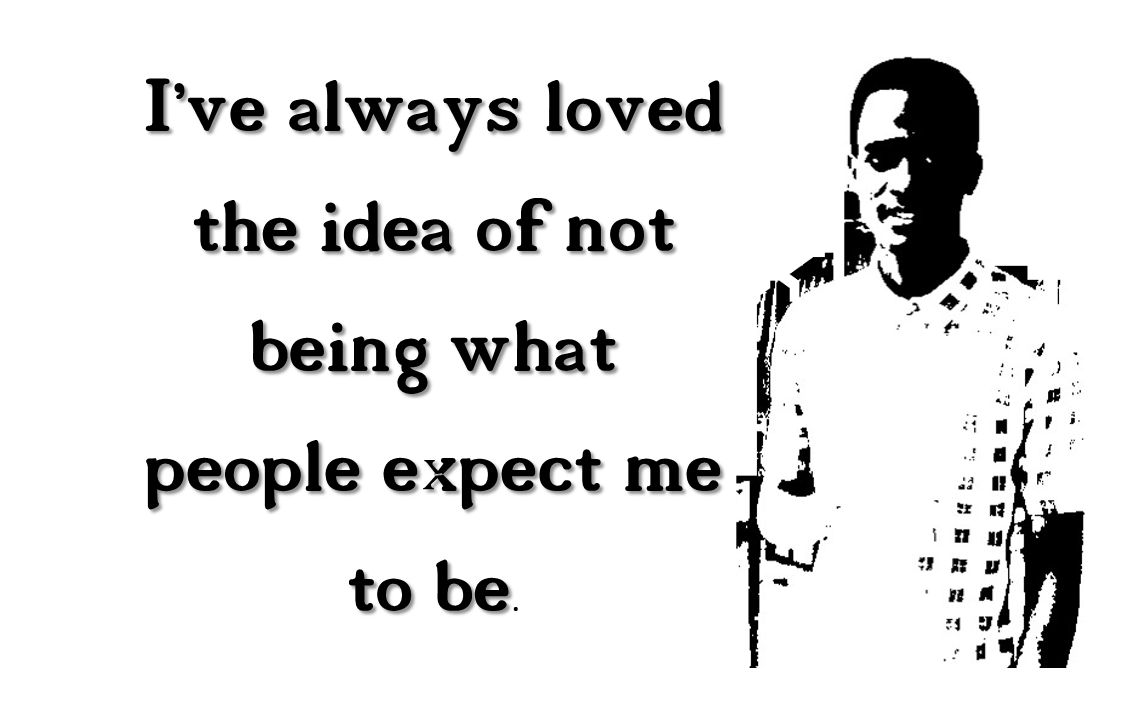 I’ve always loved
the idea of not
being what
people expect me
to be.